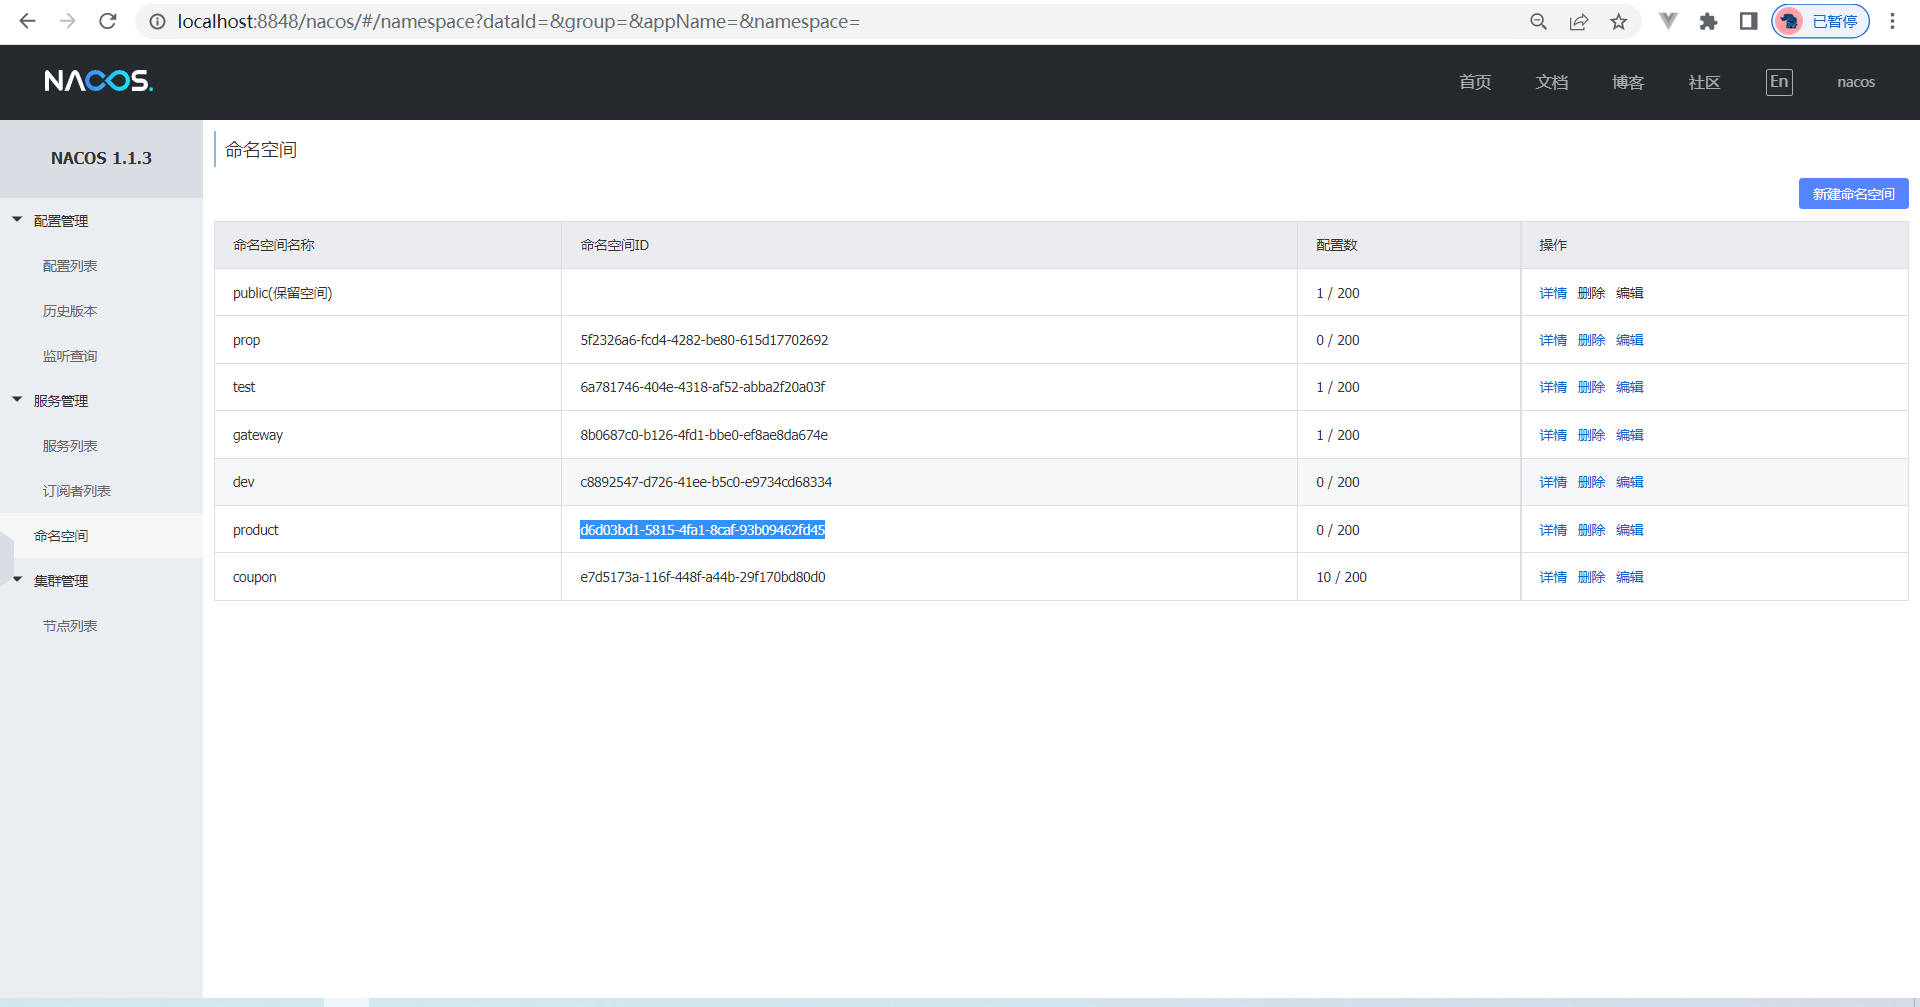 localhost:8848/nacos/#/namespace?dataId=&group=&appName=&namespace=
已暂停
NACOS.
首页 文档 博客 社区 En nacos
NACOS 1.1.3
配置管理
配置列表
历史版本
监听查询
服务管理
服务列表
订阅者列表
命名空间
集群管理
节点列表
命名空间
新建命名空间
命名空间名称 命名空间ID 配置数 操作
public(保留空间) 1 / 200 详情 删除 编辑
prop 5f2326a6-fcd4-4282-be80-615d17702692 0 / 200 详情 删除 编辑
test 6a781746-404e-4318-af52-abba2f20a03f 1 / 200 详情 删除 编辑
gateway 8b0687c0-b126-4fd1-bbe0-ef8ae8da674e 1 / 200 详情 删除 编辑
dev c8892547-d726-41ee-b5c0-e9734cd68334 0 / 200 详情 删除 编辑
product d6d03bd1-5815-4fa1-8caf-93b09462fd45 0 / 200 详情 删除 编辑
coupon e7d5173a-116f-448f-a44b-29f170bd80d0 10 / 200 详情 删除 编辑